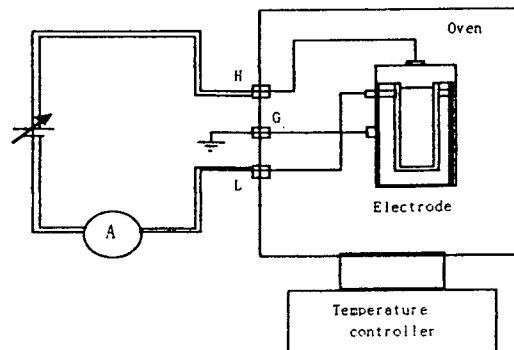 Oven
H
G
L
A
Electrode
Temperature
controller